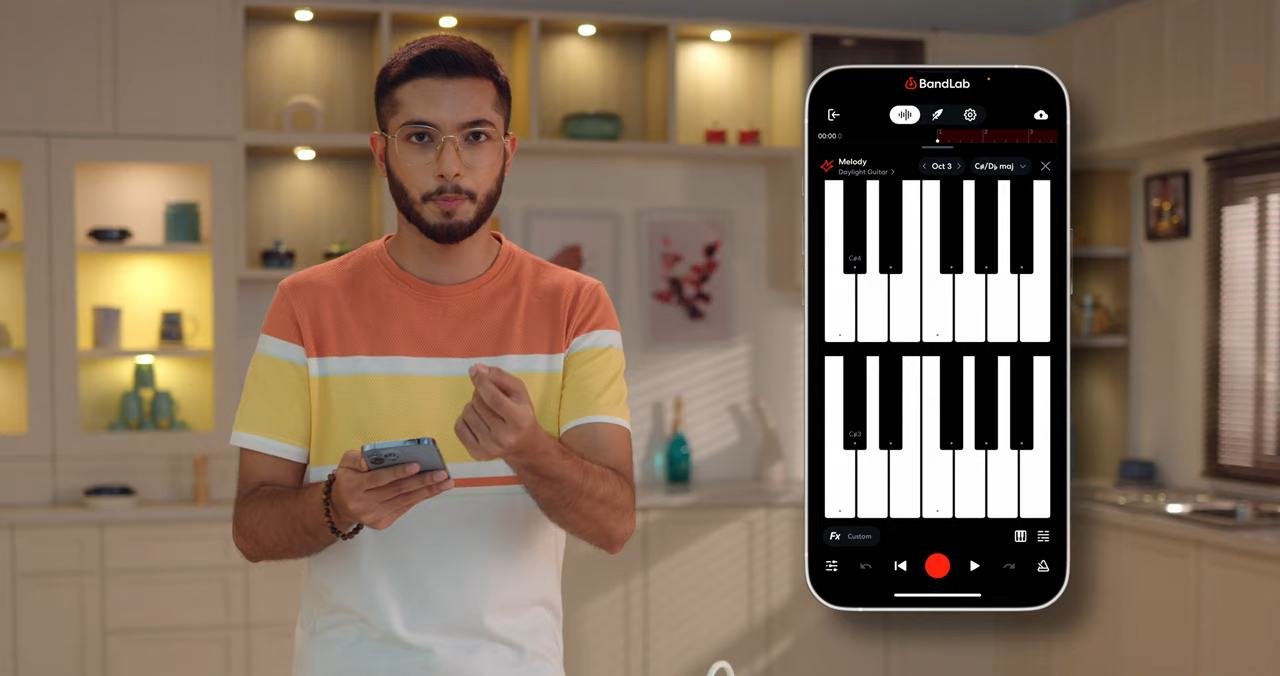 BandLab
00:00.0
1 2 3
Melody
Daylight Guitar
Oct 3
C#/D♭ maj
C#4
C#3
Fx Custom